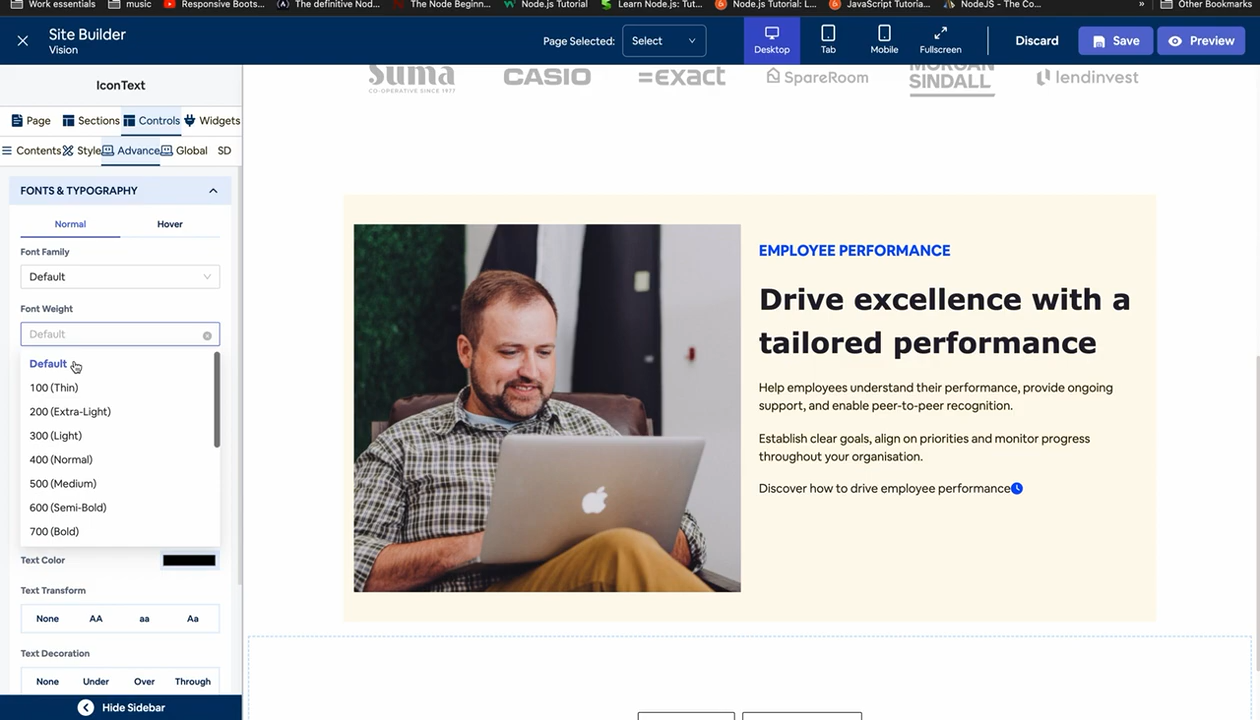 Work essentials
music
Responsive Boots...
The definitive Nod...
The Node Beginn...
Node.js Tutorial
Learn Node.js: Tut...
Node.js Tutorial: L...
JavaScript Tutoria...
NodeJS - The Co...
»
Other Bookmarks
Site Builder
Vision
Page Selected:
Select
Desktop
Tab
Mobile
Fullscreen
Discard
Save
Preview
IconText
Page
Sections
Controls
Widgets
Contents
Style
Advance
Global
SD
FONTS & TYPOGRAPHY
Normal
Hover
Font Family
Default
Font Weight
Default
Default
100 (Thin)
200 (Extra-Light)
300 (Light)
400 (Normal)
500 (Medium)
600 (Semi-Bold)
700 (Bold)
Text Color
Text Transform
None
AA
aa
Aa
Text Decoration
None
Under
Over
Through
Hide Sidebar
Suma
CO-OPERATIVE SINCE 1977
CASIO
=exact
SpareRoom
MORGAN
SINDALL
lendinvest
EMPLOYEE PERFORMANCE
Drive excellence with a
tailored performance
Help employees understand their performance, provide ongoing
support, and enable peer-to-peer recognition.
Establish clear goals, align on priorities and monitor progress
throughout your organisation.
Discover how to drive employee performance